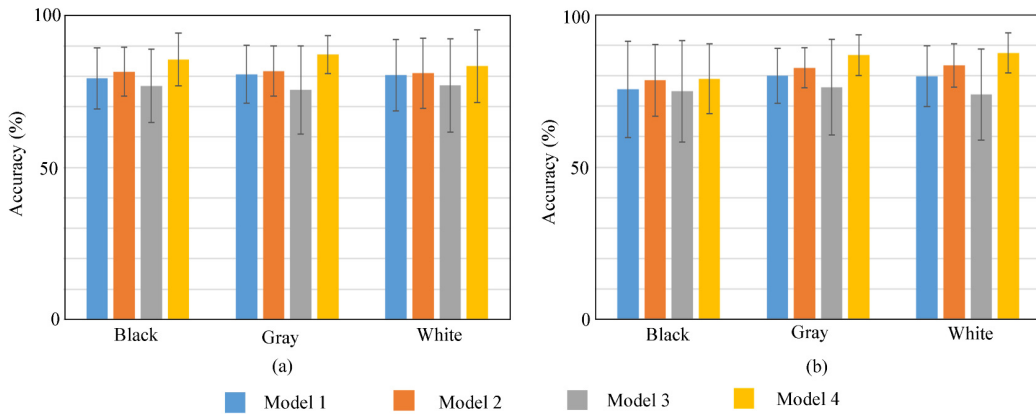 100
50
0
Accuracy (%)
Black Gray White
(a)
100
50
0
Accuracy (%)
Black Gray White
(b)
Model 1 Model 2 Model 3 Model 4